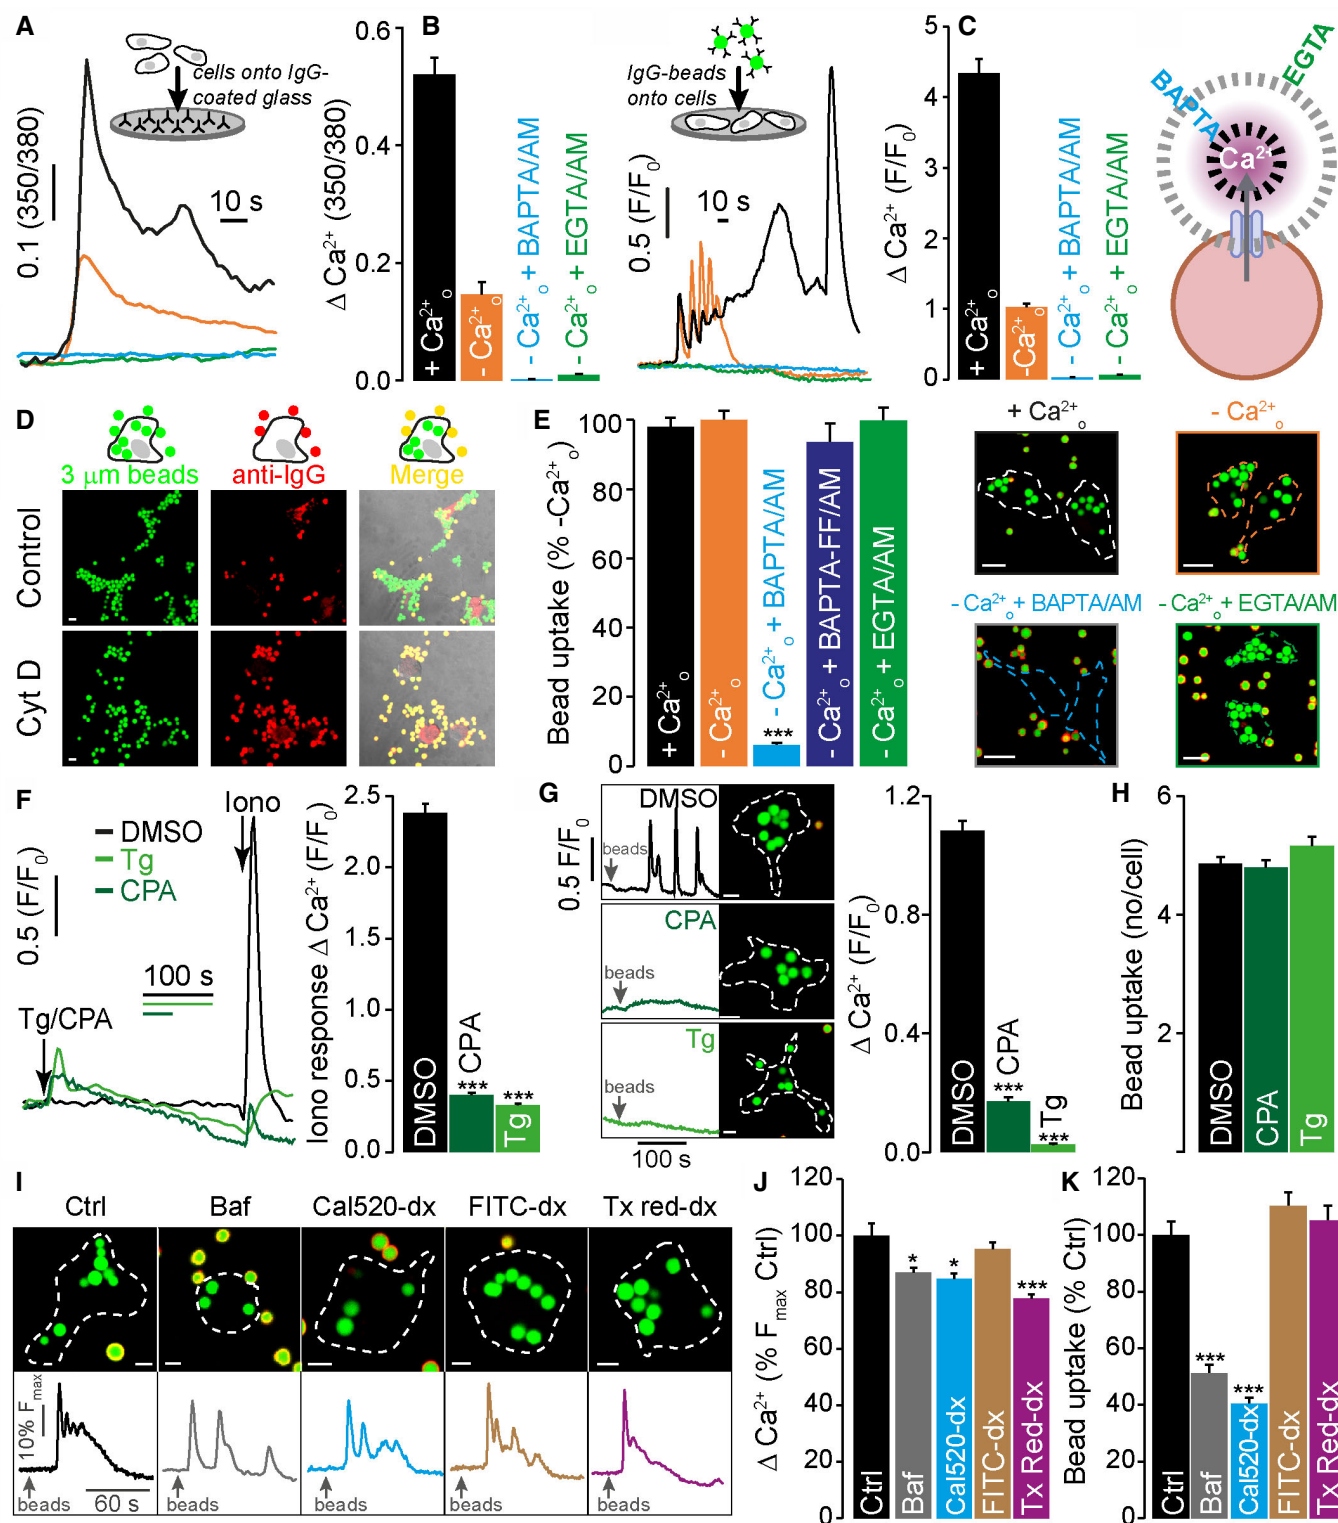 A
cells onto IgG-
coated glass
0.1 (350/380)
10 s
B
Δ Ca²⁺ (350/380)
0.6
0.4
0.2
0.0
+ Ca²⁺o
- Ca²⁺o
- Ca²⁺o + BAPTA/AM
- Ca²⁺o + EGTA/AM
IgG-beads
onto cells
0.5 (F/F₀)
10 s
C
Δ Ca²⁺ (F/F₀)
5
4
3
2
1
0
+ Ca²⁺o
-Ca²⁺o
- Ca²⁺o + BAPTA/AM
- Ca²⁺o + EGTA/AM
EGTA
BAPTA
Ca²⁺
D
3 μm beads
anti-IgG
Merge
Control
Cyt D
E
Bead uptake (% -Ca²⁺o)
100
80
60
40
20
0
+ Ca²⁺o
- Ca²⁺o
- Ca²⁺o + BAPTA/AM
***
- Ca²⁺o + BAPTA-FF/AM
- Ca²⁺o + EGTA/AM
+ Ca²⁺o
- Ca²⁺o
- Ca²⁺o + BAPTA/AM
- Ca²⁺o + EGTA/AM
F
Iono
DMSO
Tg
CPA
0.5 (F/F₀)
100 s
Tg/CPA
Iono response Δ Ca²⁺ (F/F₀)
2.5
2.0
1.5
1.0
0.5
0.0
DMSO
CPA
***
***
Tg
G
0.5 F/F₀
DMSO
beads
CPA
beads
Tg
beads
100 s
Δ Ca²⁺ (F/F₀)
1.2
0.8
0.4
0.0
DMSO
CPA
***
Tg
***
H
Bead uptake (no/cell)
6
4
2
DMSO
CPA
Tg
I
Ctrl
Baf
Cal520-dx
FITC-dx
Tx red-dx
10% Fmax
beads
60 s
beads
beads
beads
beads
J
Δ Ca²⁺ (% Fmax Ctrl)
120
100
80
60
40
20
0
*
*
***
Ctrl
Baf
Cal520-dx
FITC-dx
Tx Red-dx
K
Bead uptake (% Ctrl)
120
100
80
60
40
20
0
***
***
Ctrl
Baf
Cal520-dx
FITC-dx
Tx Red-dx